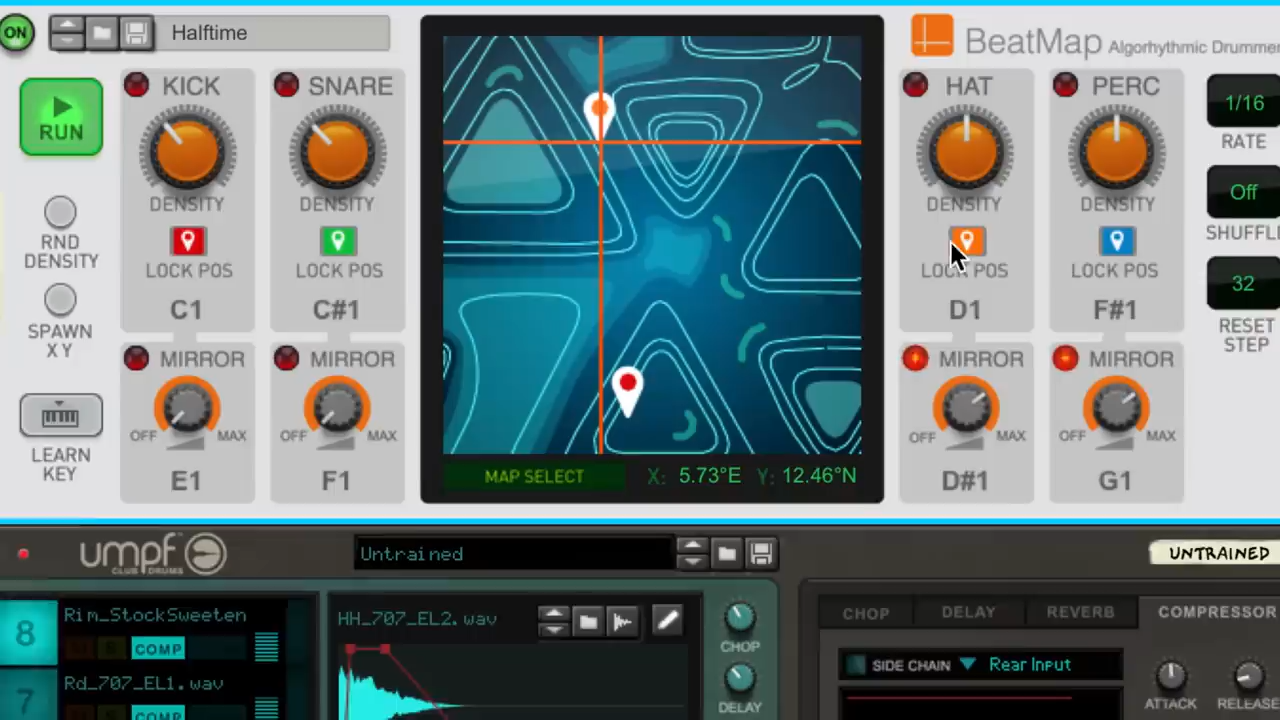 ON
Halftime
RUN
RND
DENSITY
SPAWN
X Y
LEARN
KEY
KICK
DENSITY
LOCK POS
C1
MIRROR
OFF MAX
E1
SNARE
DENSITY
LOCK POS
C#1
MIRROR
OFF MAX
F1
MAP SELECT X: 5.73°E Y: 12.46°N
BeatMap Algorhythmic Drummer
HAT
DENSITY
LOCK POS
D1
MIRROR
OFF MAX
D#1
PERC
DENSITY
LOCK POS
F#1
MIRROR
OFF MAX
G1
1/16
RATE
Off
SHUFFLE
32
RESET
STEP
umpf
CLUB DRUMS
Untrained
UNTRAINED
8
Rim_StockSweeten
M S COMP
7
Rd_707_EL1.wav
COMP
HH_707_EL2.wav
CHOP
DELAY
CHOP DELAY REVERB COMPRESSOR
SIDE CHAIN Rear Input
ATTACK RELEASE